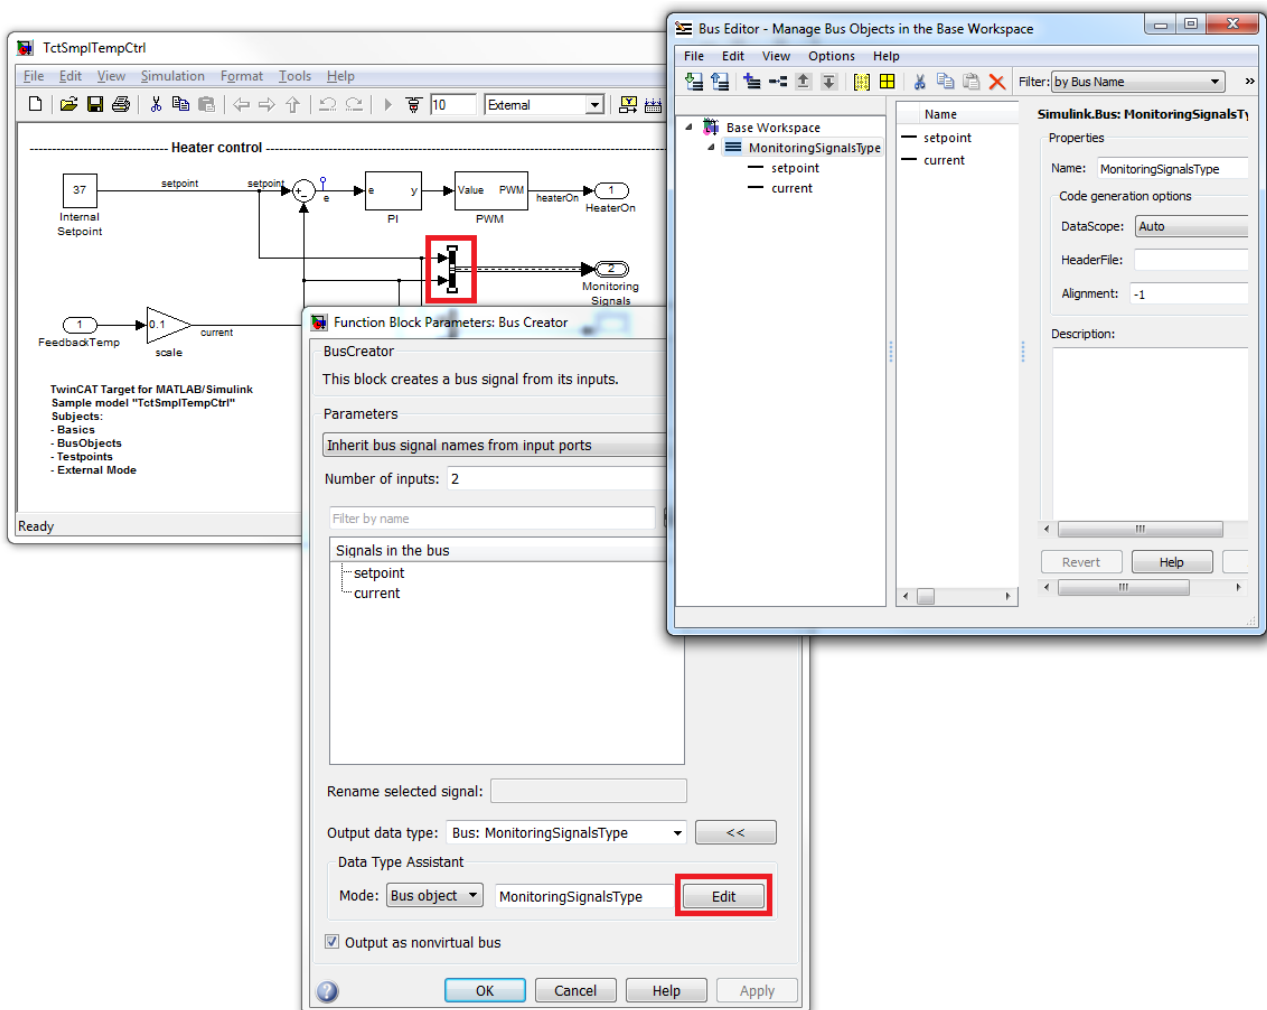 TctSmplTempCtrl
File Edit View Simulation Format Tools Help
10 External
Heater control
37
setpoint
setpoint
e
e y
Value PWM
heaterOn
1
Internal
Setpoint
PI
PWM
HeaterOn
2
Monitoring
Signals
1
0.1
current
FeedbackTemp
scale
TwinCAT Target for MATLAB/Simulink
Sample model "TctSmplTempCtrl"
Subjects:
- Basics
- BusObjects
- Testpoints
- External Mode
Ready
Function Block Parameters: Bus Creator
BusCreator
This block creates a bus signal from its inputs.
Parameters
Inherit bus signal names from input ports
Number of inputs: 2
Filter by name
Signals in the bus
setpoint
current
Rename selected signal:
Output data type: Bus: MonitoringSignalsType <<
Data Type Assistant
Mode: Bus object MonitoringSignalsType Edit
Output as nonvirtual bus
OK Cancel Help Apply
Bus Editor - Manage Bus Objects in the Base Workspace
File Edit View Options Help
Filter: by Bus Name »
Base Workspace
MonitoringSignalsType
setpoint
current
Name
setpoint
current
Simulink.Bus: MonitoringSignalsTy
Properties
Name: MonitoringSignalsType
Code generation options
DataScope: Auto
HeaderFile:
Alignment: -1
Description:
Revert Help